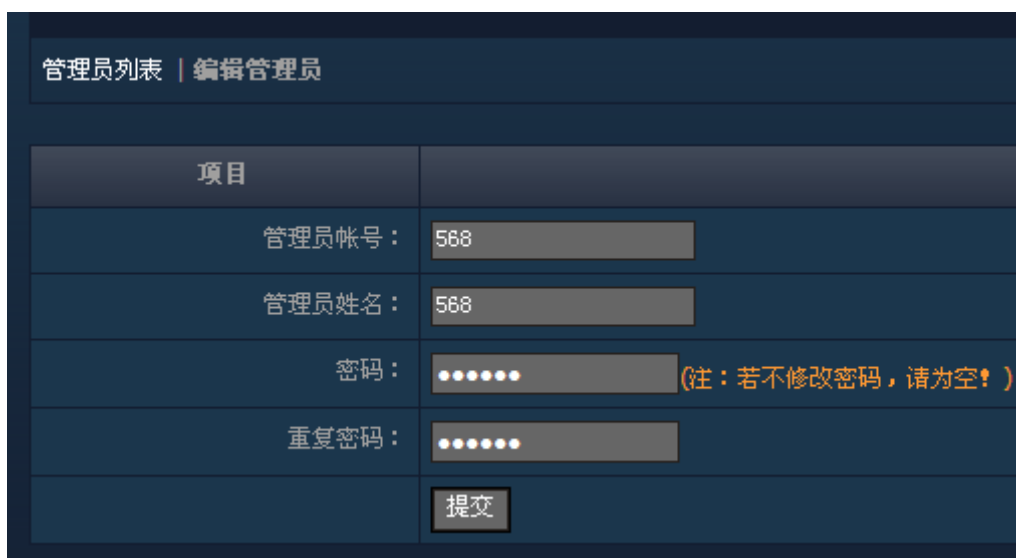 管理员列表 | 编辑管理员
项目
管理员帐号： 568
管理员姓名： 568
密码： ●●●●●● (注：若不修改密码，请为空！)
重复密码： ●●●●●●
提交